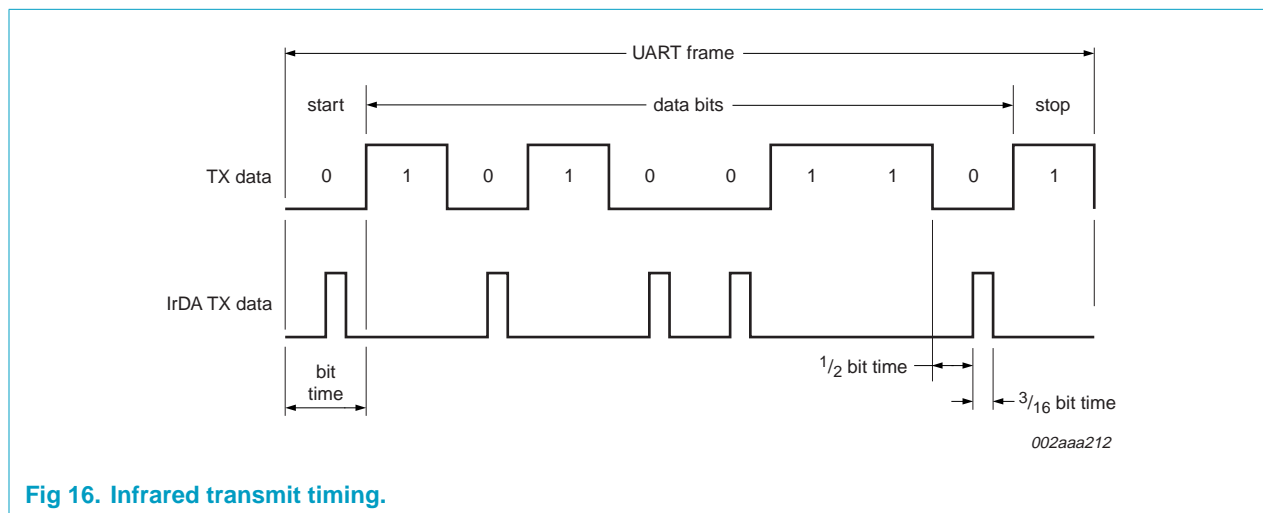 UART frame
start data bits stop
TX data 0 1 0 1 0 0 1 1 0 1
IrDA TX data
bit
time
1/2 bit time
3/16 bit time
002aaa212
Fig 16. Infrared transmit timing.